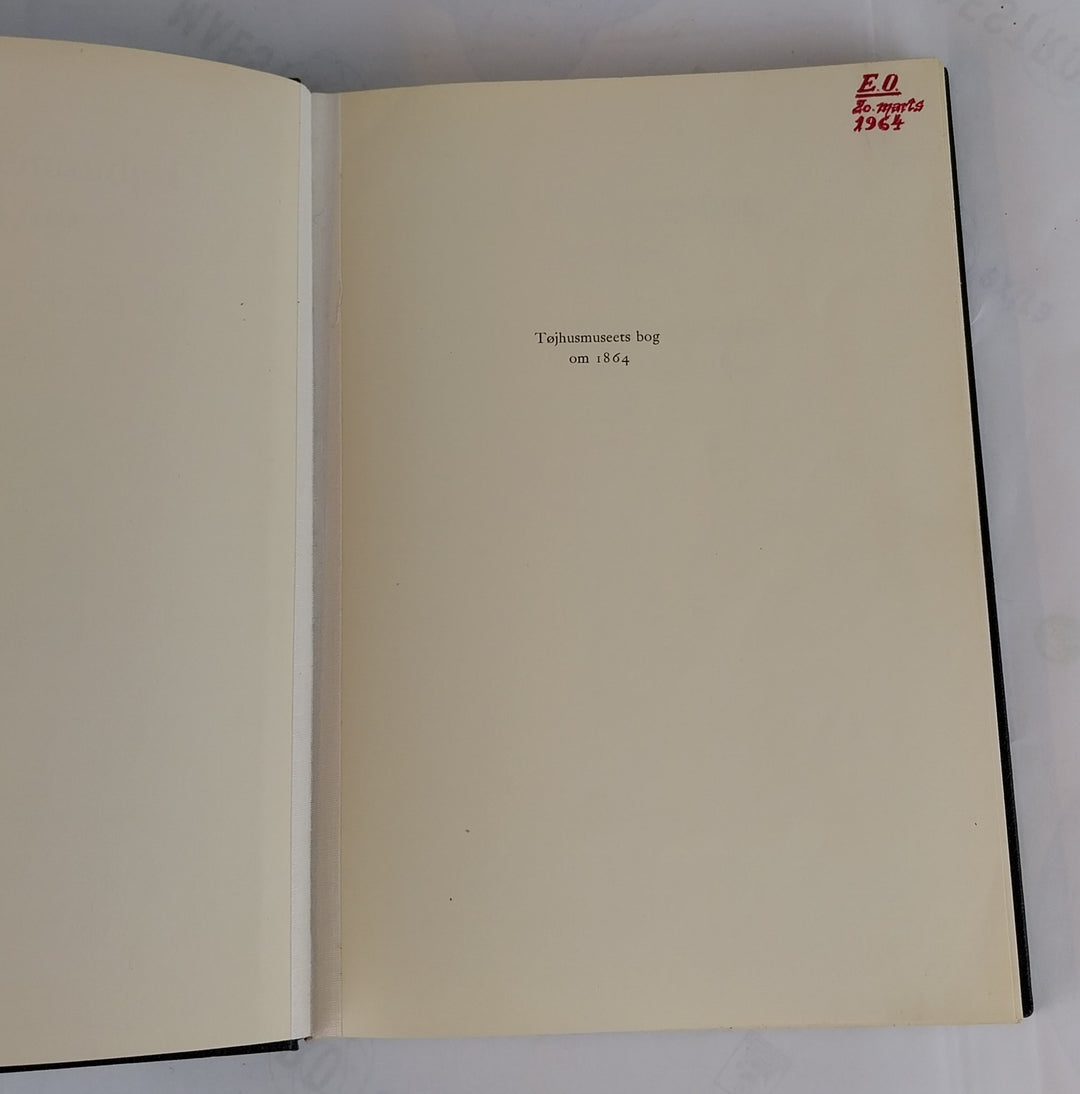 E.O.
20. marts
1964
Tøjhusmuseets bog
om 1864